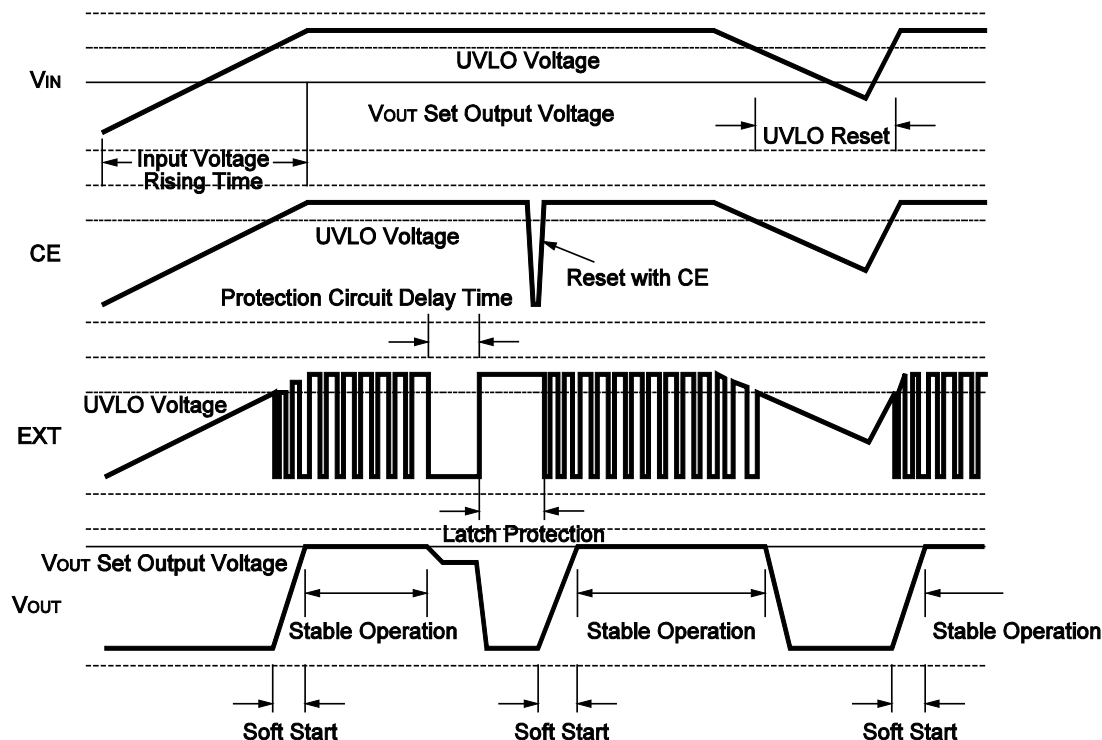 UVLO Voltage
VIN
VOUT Set Output Voltage
UVLO Reset
Input Voltage
Rising Time
UVLO Voltage
CE
Reset with CE
Protection Circuit Delay Time
UVLO Voltage
EXT
Latch Protection
VOUT Set Output Voltage
VOUT
Stable Operation
Stable Operation
Stable Operation
Soft Start
Soft Start
Soft Start